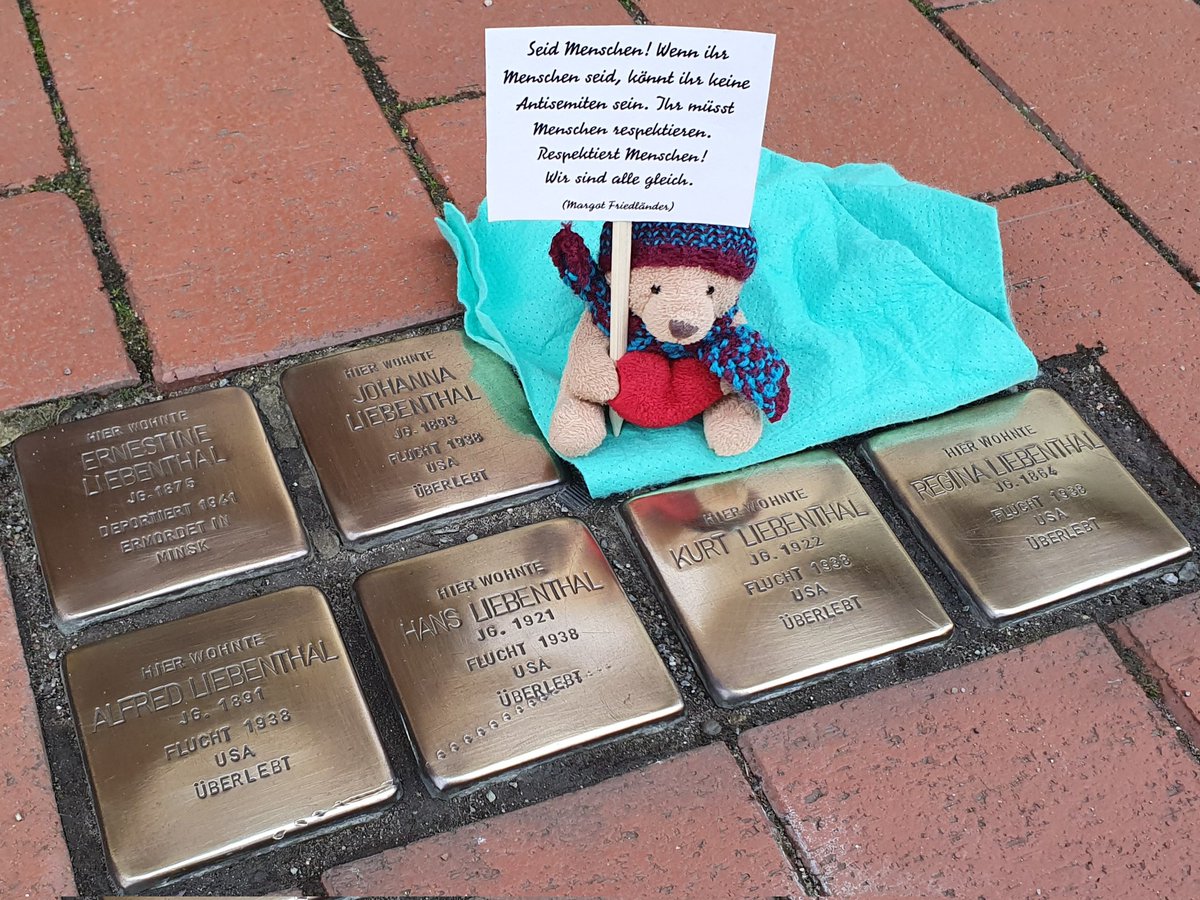 Seid Menschen! Wenn ihr
Menschen seid, könnt ihr keine
Antisemiten sein. Ihr müsst
Menschen respektieren.
Respektiert Menschen!
Wir sind alle gleich.
(Margot Friedländer)
HIER WOHNTE
ERNESTINE
LIEBENTHAL
JG. 1875
DEPORTIERT 1941
ERMORDET IN
MINSK
HIER WOHNTE
JOHANNA
LIEBENTHAL
JG. 1893
FLUCHT 1938
USA
ÜBERLEBT
HIER WOHNTE
ALFRED LIEBENTHAL
JG. 1891
FLUCHT 1938
USA
ÜBERLEBT
HIER WOHNTE
HANS LIEBENTHAL
JG. 1921
FLUCHT 1938
USA
ÜBERLEBT
HIER WOHNTE
KURT LIEBENTHAL
JG. 1922
FLUCHT 1938
USA
ÜBERLEBT
HIER WOHNTE
REGINA LIEBENTHAL
JG. 1864
FLUCHT 1938
USA
ÜBERLEBT